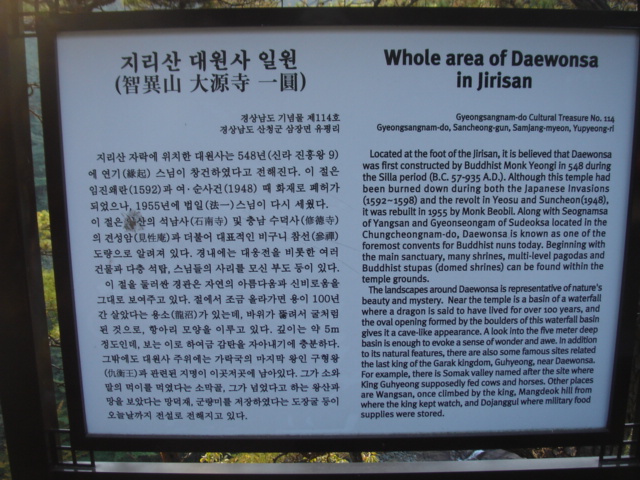 지리산 대원사 일원
(智異山 大源寺 一圓)
경상남도 기념물 제114호
경상남도 산청군 삼장면 유평리
지리산 자락에 위치한 대원사는 548년(신라 진흥왕 9)
에 연기(緣起) 스님이 창건하였다고 전해진다. 이 절은
임진왜란(1592)과 여·순사건(1948) 때 화재로 폐허가
되었으나, 1955년에 법일(法一)스님이 다시 세웠다.
이 절은 산의 석남사(石南寺) 및 충남 수덕사(修德寺)
의 견성암(見性庵)과 더불어 대표적인 비구니 참선(參禪)
도량으로 알려져 있다. 경내에는 대웅전을 비롯한 여러
건물과 다층 석탑, 스님들의 사리를 모신 부도 등이 있다.
이 절을 둘러싼 경관은 자연의 아름다움과 신비로움을
그대로 보여주고 있다. 절에서 조금 올라가면 용이 100년
간 살았다는 용소(龍沼)가 있는데, 바위가 뚫려서 굴처럼
된 것으로, 항아리 모양을 이루고 있다. 깊이는 약 5m
정도인데, 보는 이로 하여금 감탄을 자아내기에 충분하다.
그밖에도 대원사 주위에는 가락국의 마지막 왕인 구형왕
(仇衡王)과 관련된 지명이 이곳저곳에 남아있다. 그가 소와
말의 먹이를 먹였다는 소막골, 그가 넘었다고 하는 왕산과
망을 보았다는 망덕재, 군량미를 저장하였다는 도장굴 등이
오늘날까지 전설로 전해지고 있다.
Whole area of Daewonsa
in Jirisan
Gyeongsangnam-do Cultural Treasure No. 114
Gyeongsangnam-do, Sancheong-gun, Samjang-myeon, Yupyeong-ri
Located at the foot of the Jirisan, it is believed that Daewonsa
was first constructed by Buddhist Monk Yeongi in 548 during
the Silla period (B.C. 57-935 A.D.). Although this temple had
been burned down during both the Japanese Invasions
(1592~1598) and the revolt in Yeosu and Suncheon(1948),
it was rebuilt in 1955 by Monk Beobil. Along with Seognamsa
of Yangsan and Gyeonseongam of Sudeoksa located in the
Chungcheongnam-do, Daewonsa is known as one of the
foremost convents for Buddhist nuns today. Beginning with
the main sanctuary, many shrines, multi-level pagodas and
Buddhist stupas (domed shrines) can be found within the
temple grounds.
The landscapes around Daewonsa is representative of nature's
beauty and mystery. Near the temple is a basin of a waterfall
where a dragon is said to have lived for over 100 years, and
the oval opening formed by the boulders of this waterfall basin
gives it a cave-like appearance. A look into the five meter deep
basin is enough to evoke a sense of wonder and awe. In addition
to its natural features, there are also some famous sites related
the last king of the Garak kingdom, Guhyeong, near Daewonsa.
For example, there is Somak valley named after the site where
King Guhyeong supposedly fed cows and horses. Other places
are Wangsan, once climbed by the king, Mangdeok hill from
where the king kept watch, and Dojanggul where military food
supplies were stored.